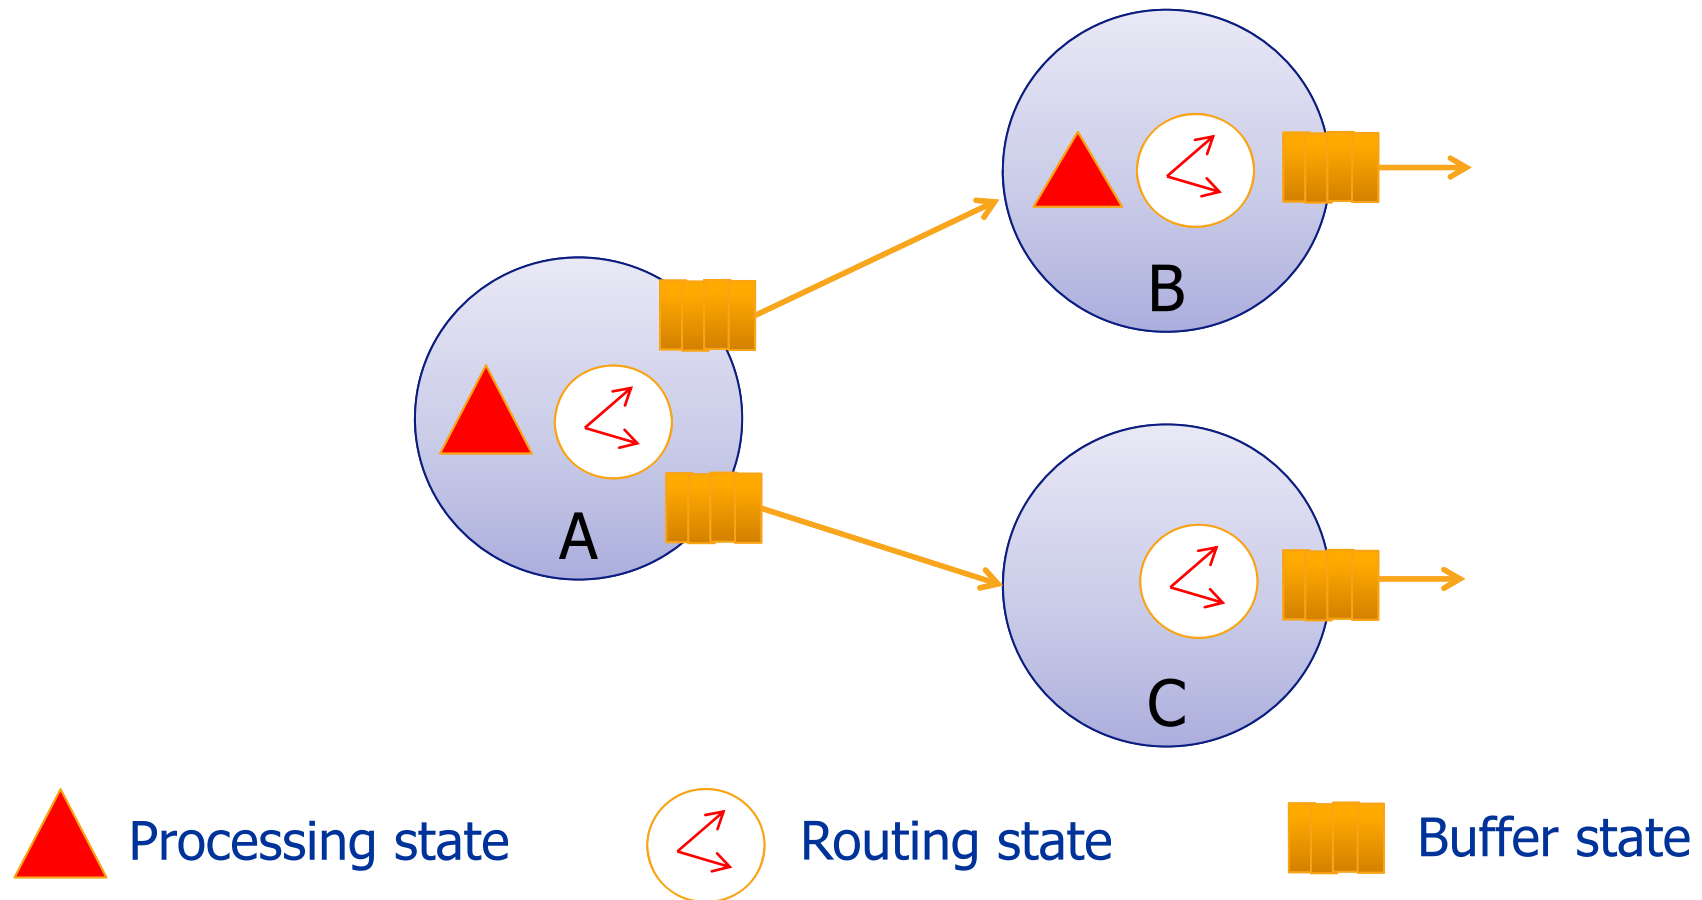 B
A
C
Processing state
Routing state
Buffer state